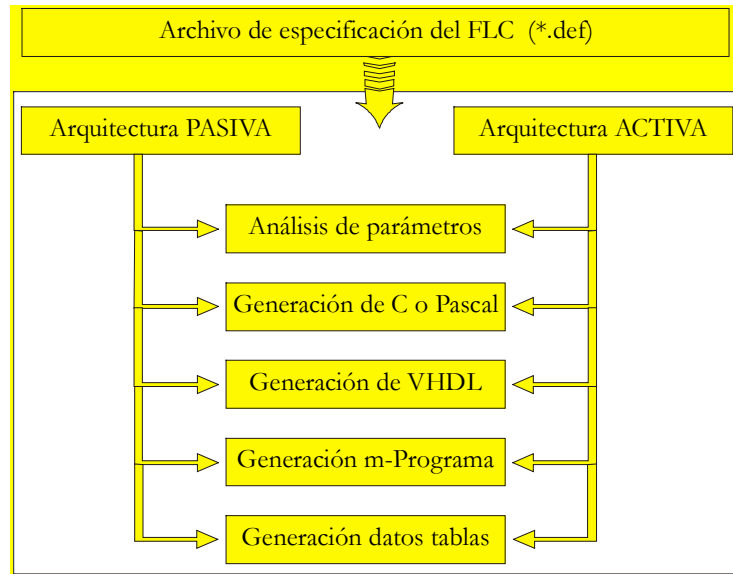 Archivo de especificación del FLC (*.def)
Arquitectura PASIVA
Arquitectura ACTIVA
Análisis de parámetros
Generación de C o Pascal
Generación de VHDL
Generación m-Programa
Generación datos tablas